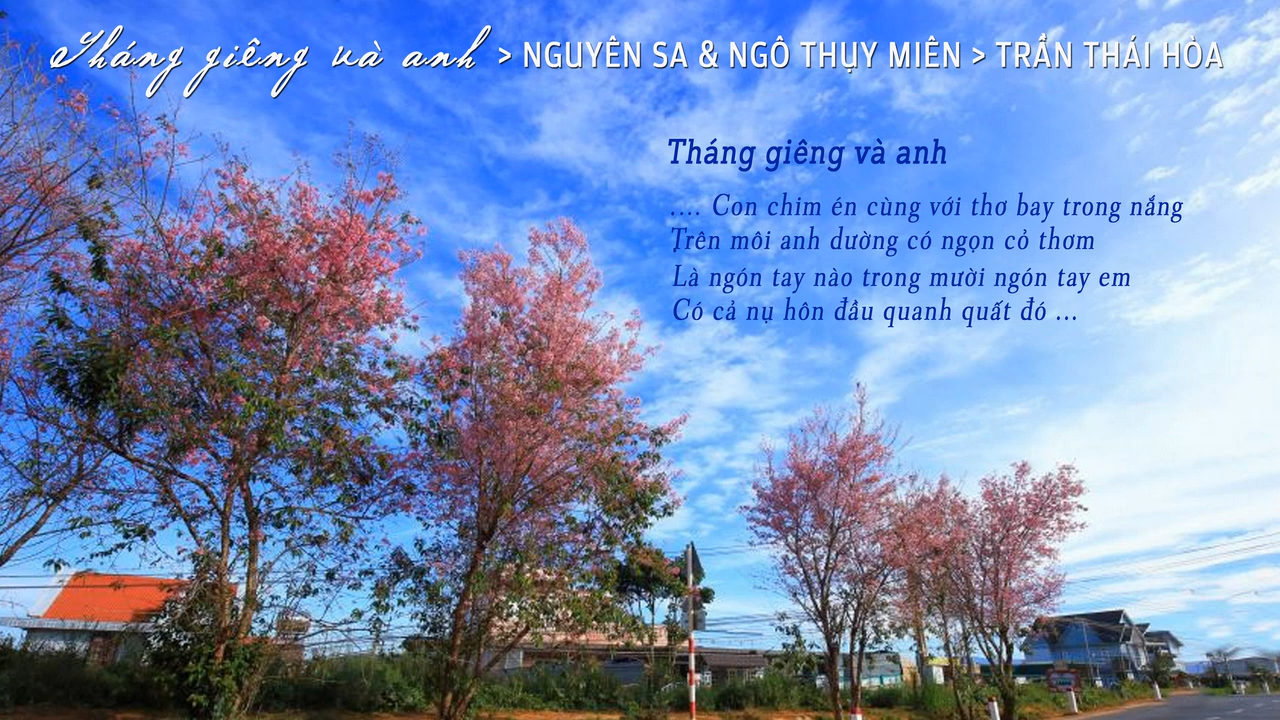 Tháng giêng và anh > NGUYÊN SA & NGÔ THỤY MIÊN > TRẦN THÁI HÒA
Tháng giêng và anh
.... Con chim én cùng với thơ bay trong nắng
Trên môi anh dường có ngọn cỏ thơm
Là ngón tay nào trong mười ngón tay em
Có cả nụ hôn đầu quanh quất đó ...